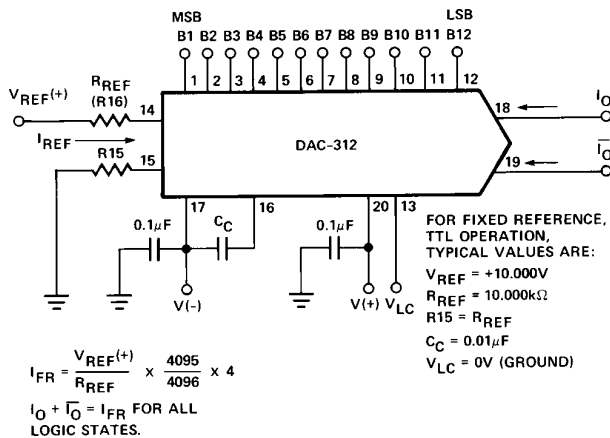 MSB LSB
B1 B2 B3 B4 B5 B6 B7 B8 B9 B10 B11 B12
1 2 3 4 5 6 7 8 9 10 11 12
RREF
(R16)
VREF(+)
14
IREF
R15
15
DAC-312
18
IO
19
I̅O̅
17 16 20 13
0.1μF
CC
0.1μF
V(-)
V(+)
VLC
FOR FIXED REFERENCE,
TTL OPERATION,
TYPICAL VALUES ARE:
VREF = +10.000V
RREF = 10.000kΩ
R15 = RREF
CC = 0.01μF
VLC = 0V (GROUND)
IFR = VREF(+) / RREF x 4095 / 4096 x 4
IO + I̅O̅ = IFR FOR ALL
LOGIC STATES.